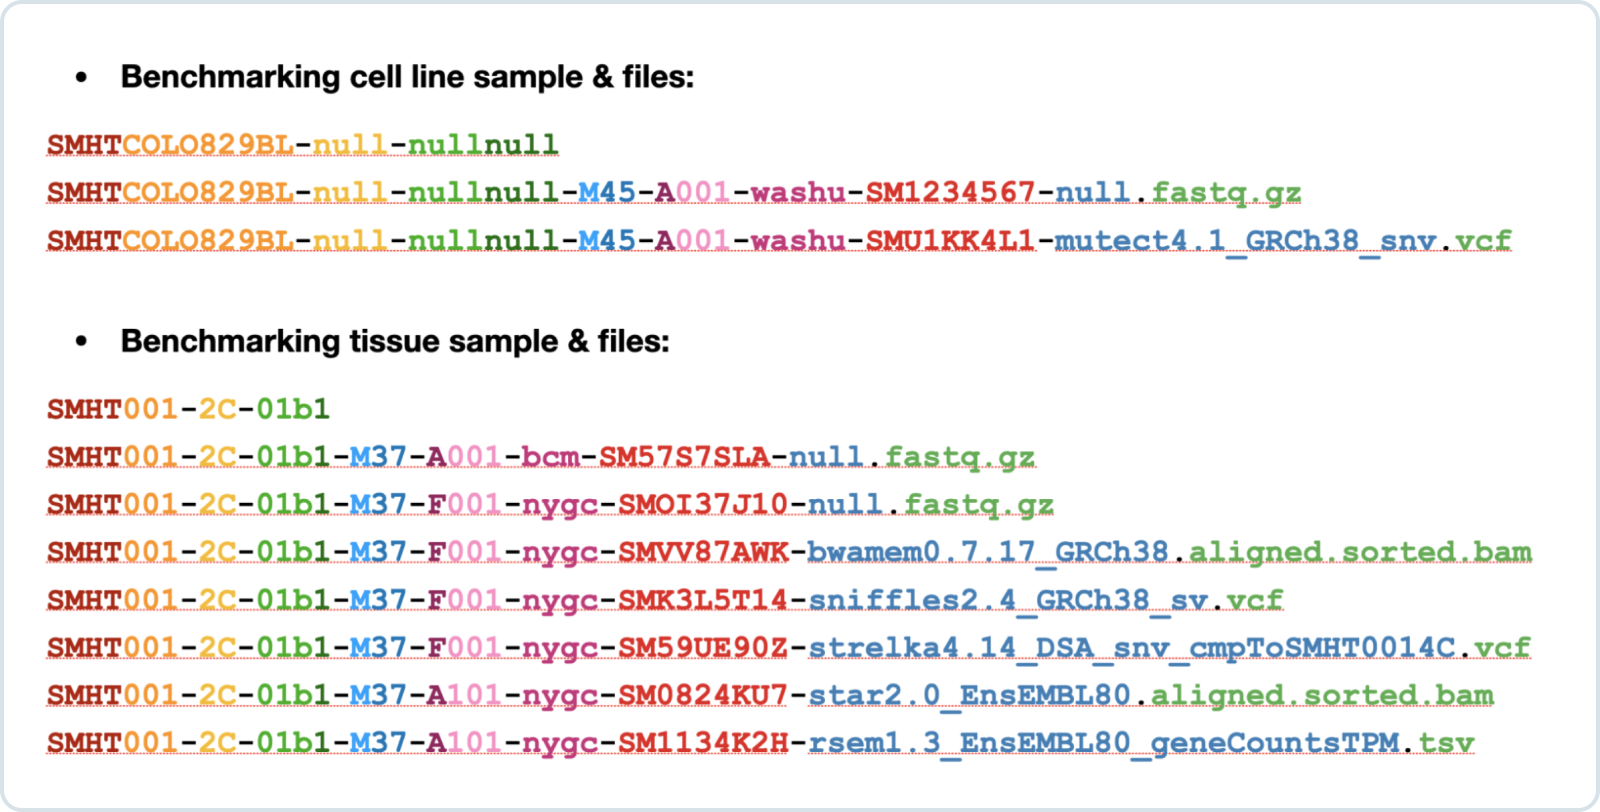 • Benchmarking cell line sample & files:
SMHTCOLO829BL-null-nullnull
SMHTCOLO829BL-null-nullnull-M45-A001-washu-SM1234567-null.fastq.gz
SMHTCOLO829BL-null-nullnull-M45-A001-washu-SMU1KK4L1-mutect4.1_GRCh38_snv.vcf
• Benchmarking tissue sample & files:
SMHT001-2C-01b1
SMHT001-2C-01b1-M37-A001-bcm-SM57S7SLA-null.fastq.gz
SMHT001-2C-01b1-M37-F001-nygc-SMOI37J10-null.fastq.gz
SMHT001-2C-01b1-M37-F001-nygc-SMVV87AWK-bwamem0.7.17_GRCh38.aligned.sorted.bam
SMHT001-2C-01b1-M37-F001-nygc-SMK3L5T14-sniffles2.4_GRCh38_sv.vcf
SMHT001-2C-01b1-M37-F001-nygc-SM59UE90Z-strelka4.14_DSA_snv_cmpToSMHT0014C.vcf
SMHT001-2C-01b1-M37-A101-nygc-SM0824KU7-star2.0_EnsEMBL80.aligned.sorted.bam
SMHT001-2C-01b1-M37-A101-nygc-SM1134K2H-rsem1.3_EnsEMBL80_geneCountsTPM.tsv